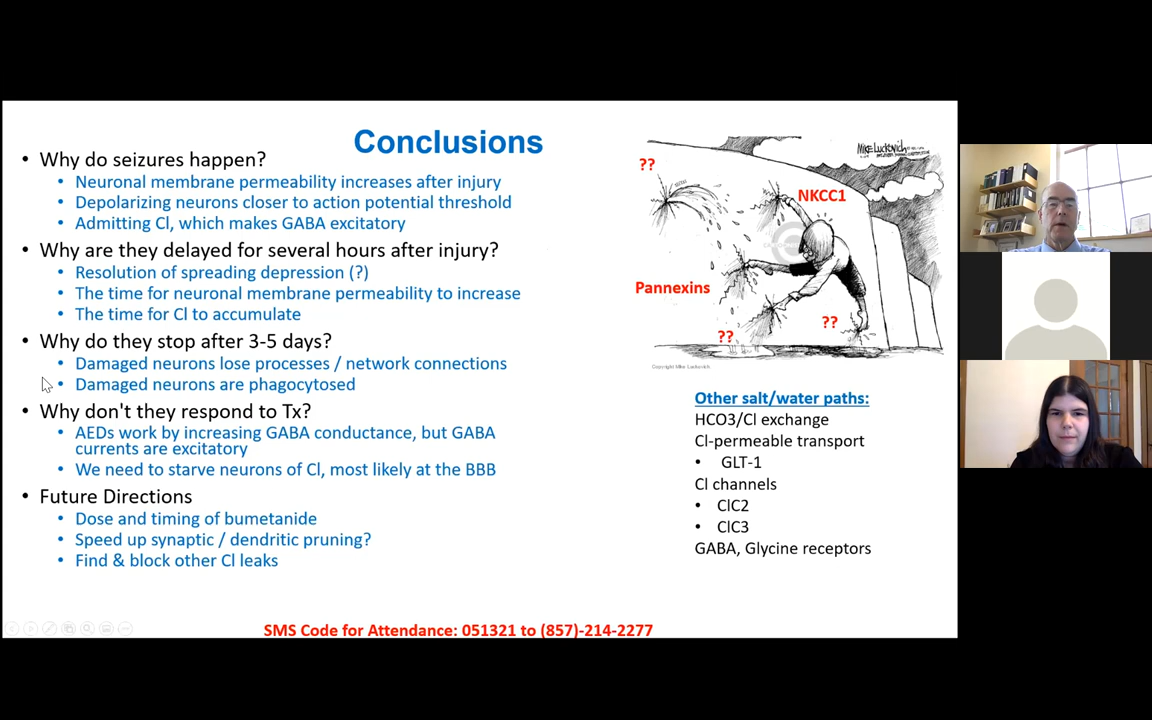 Conclusions
• Why do seizures happen?
• Neuronal membrane permeability increases after injury
• Depolarizing neurons closer to action potential threshold
• Admitting Cl, which makes GABA excitatory
• Why are they delayed for several hours after injury?
• Resolution of spreading depression (?)
• The time for neuronal membrane permeability to increase
• The time for Cl to accumulate
• Why do they stop after 3-5 days?
• Damaged neurons lose processes / network connections
• Damaged neurons are phagocytosed
• Why don't they respond to Tx?
• AEDs work by increasing GABA conductance, but GABA
currents are excitatory
• We need to starve neurons of Cl, most likely at the BBB
• Future Directions
• Dose and timing of bumetanide
• Speed up synaptic / dendritic pruning?
• Find & block other Cl leaks
Mike Luckovich
??
NKCC1
Pannexins
??
??
Copyright Mike Luckovich
Other salt/water paths:
HCO3/Cl exchange
Cl-permeable transport
• GLT-1
Cl channels
• ClC2
• ClC3
GABA, Glycine receptors
SMS Code for Attendance: 051321 to (857)-214-2277